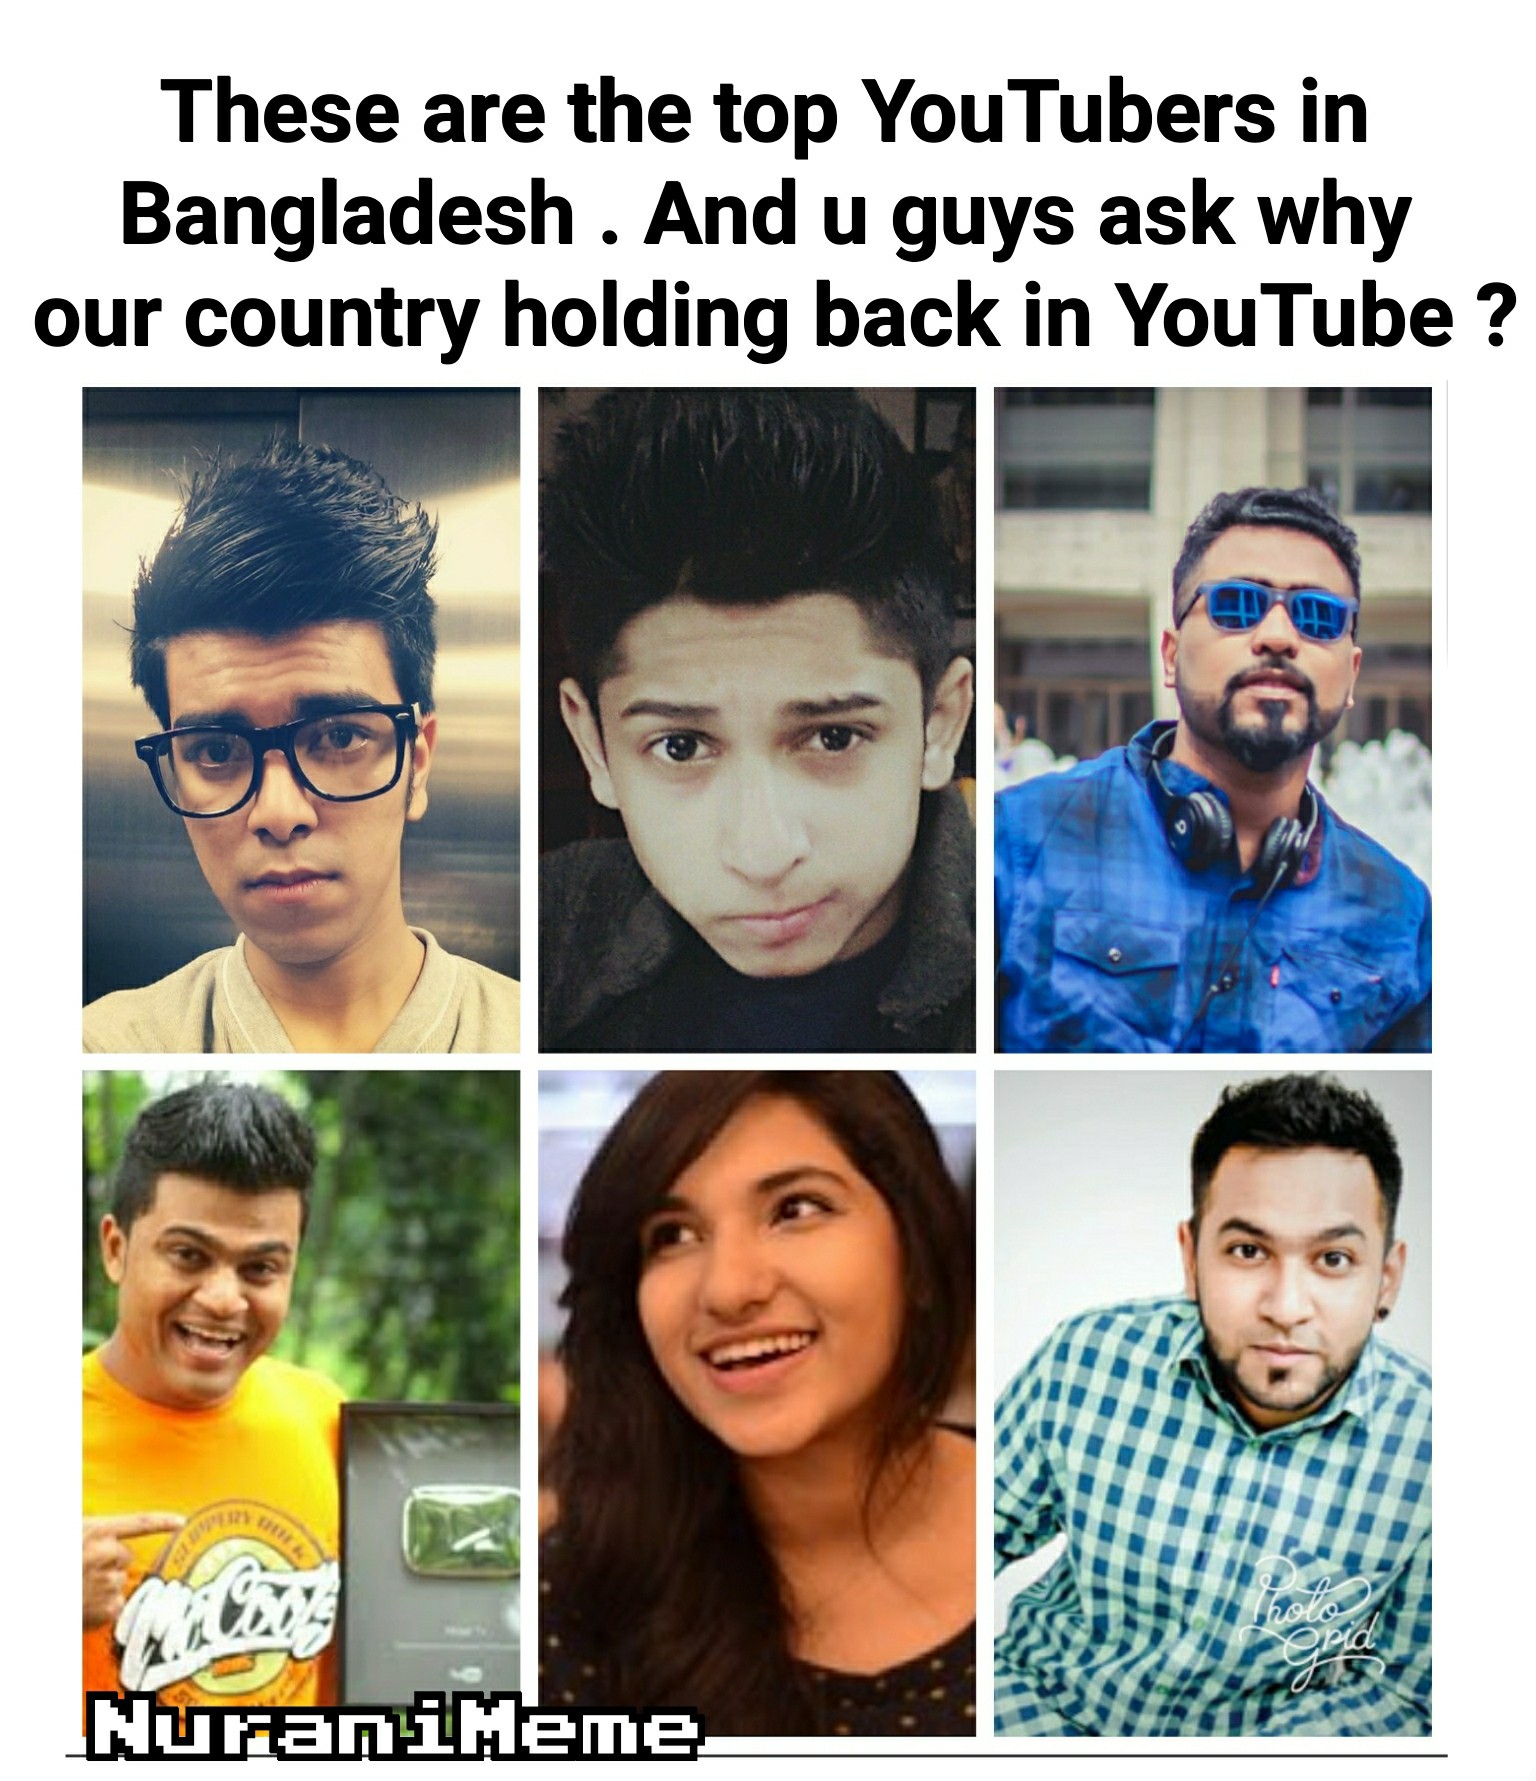 These are the top YouTubers in
Bangladesh . And u guys ask why
our country holding back in YouTube ?
Photo
Grid
NuraniMeme